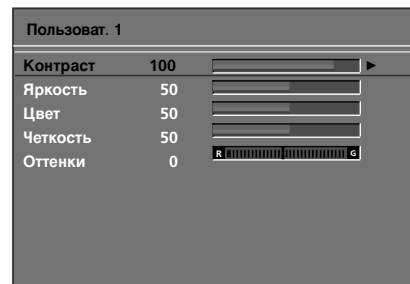 Пользоват. 1
Контраст 100
Яркость 50
Цвет 50
Четкость 50
Оттенки 0 R G